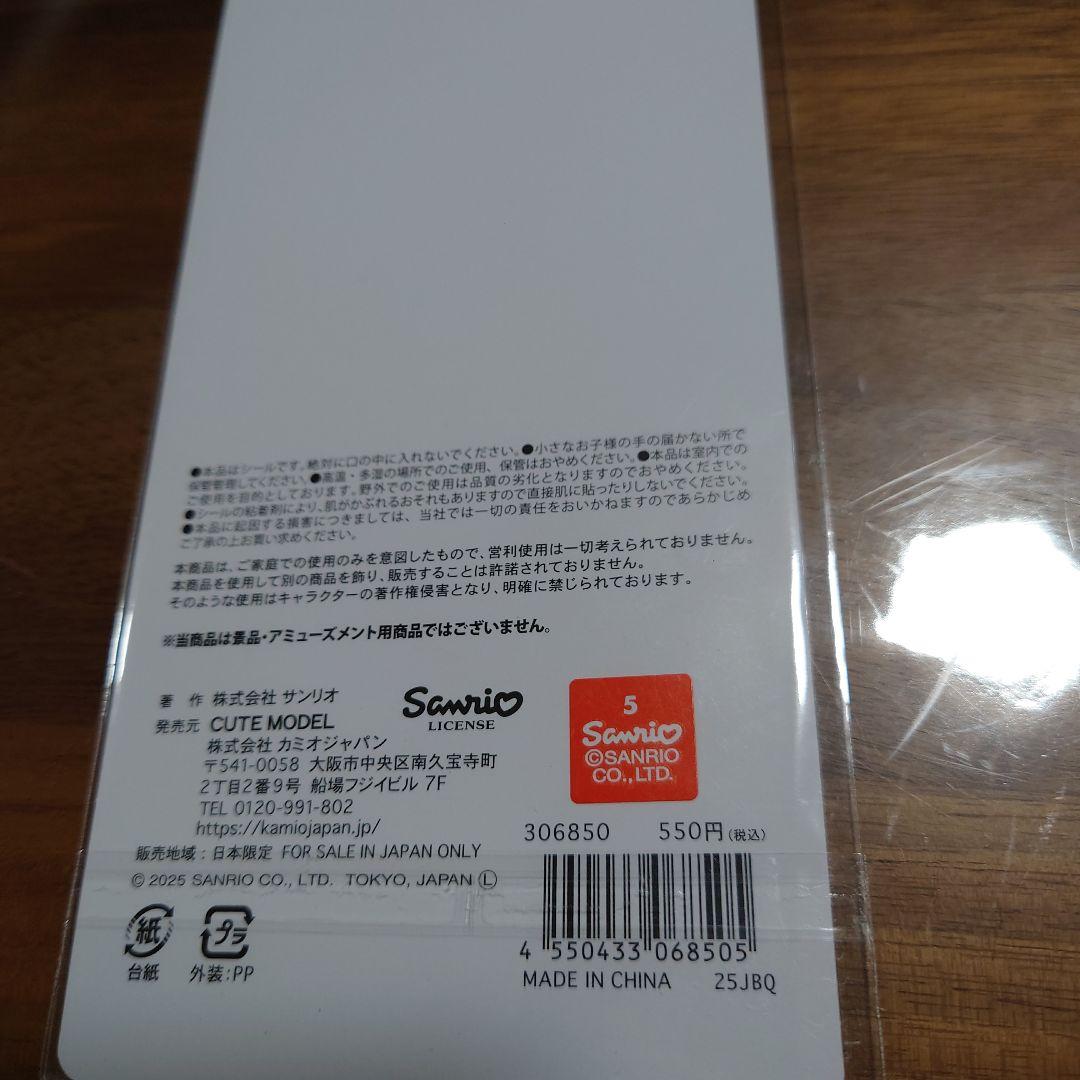 ●本品はシールです。絶対に口の中に入れないでください。●小さなお子様の手の届かない所で
保管管理してください。●高温・多湿の場所でのご使用、保管はおやめください。●本品は室内での
ご使用を目的としております。野外でのご使用は品質の劣化となりますのでおやめください。
●シールの粘着剤により、肌がかぶれるおそれもありますので直接肌に貼ったりしないでください。
●本品に起因する損害につきましては、当社では一切の責任をおいかねますのであらかじめ
ご了承の上お買い求めください。
本商品は、ご家庭での使用のみを意図したもので、営利使用は一切考えられておりません。
本商品を使用して別の商品を飾り、販売することは許諾されておりません。
そのような使用はキャラクターの著作権侵害となり、明確に禁じられております。
※当商品は景品・アミューズメント用商品ではございません。
著 作 株式会社 サンリオ
発売元 CUTE MODEL
株式会社 カミオジャパン
〒541-0058 大阪市中央区南久宝寺町
2丁目2番9号 船場フジイビル 7F
TEL 0120-991-802
https://kamiojapan.jp/
販売地域:日本限定 FOR SALE IN JAPAN ONLY
© 2025 SANRIO CO., LTD. TOKYO, JAPAN Ⓛ
Sanrio
LICENSE
5
Sanrio
©SANRIO
CO.,LTD.
306850 550円(税込)
4 550433 068505
MADE IN CHINA 25JBQ
紙
台紙
プラ
外装:PP